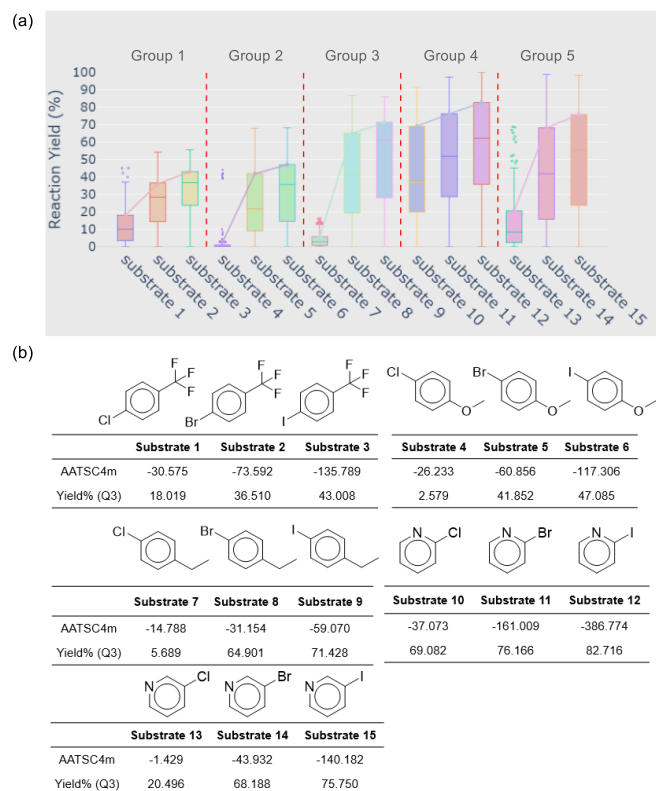 (a)
Group 1 Group 2 Group 3 Group 4 Group 5
Reaction Yield (%)
100
90
80
70
60
50
40
30
20
10
0
Substrate 1
Substrate 2
Substrate 3
Substrate 4
Substrate 5
Substrate 6
Substrate 7
Substrate 8
Substrate 9
Substrate 10
Substrate 11
Substrate 12
Substrate 13
Substrate 14
Substrate 15
(b)
F F F Cl
F F F Br
F F F I
Cl O
Br O
I O
Substrate 1 Substrate 2 Substrate 3
AATSC4m -30.575 -73.592 -135.789
Yield% (Q3) 18.019 36.510 43.008
Substrate 4 Substrate 5 Substrate 6
-26.233 -60.856 -117.306
2.579 41.852 47.085
Cl Br I
N Cl N Br N I
Substrate 7 Substrate 8 Substrate 9
AATSC4m -14.788 -31.154 -59.070
Yield% (Q3) 5.689 64.901 71.428
Substrate 10 Substrate 11 Substrate 12
-37.073 -161.009 -386.774
69.082 76.166 82.716
N Cl N Br N I
Substrate 13 Substrate 14 Substrate 15
AATSC4m -1.429 -43.932 -140.182
Yield% (Q3) 20.496 68.188 75.750